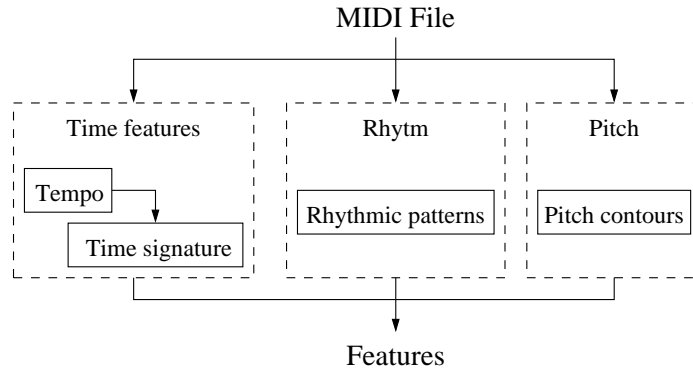 MIDI File
Time features
Rhytm
Pitch
Tempo
Rhythmic patterns
Pitch contours
Time signature
Features